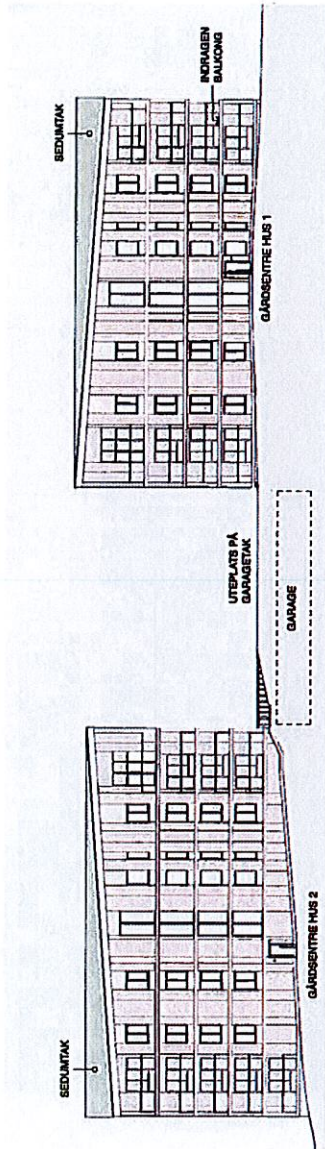 SEDUMTAK
SEDUMTAK
INDRAGEN
BALKONG
UTEPLATS PÅ
GARAGETAK
GARAGE
GÅRDSENTRE HUS 2
GÅRDSENTRE HUS 1